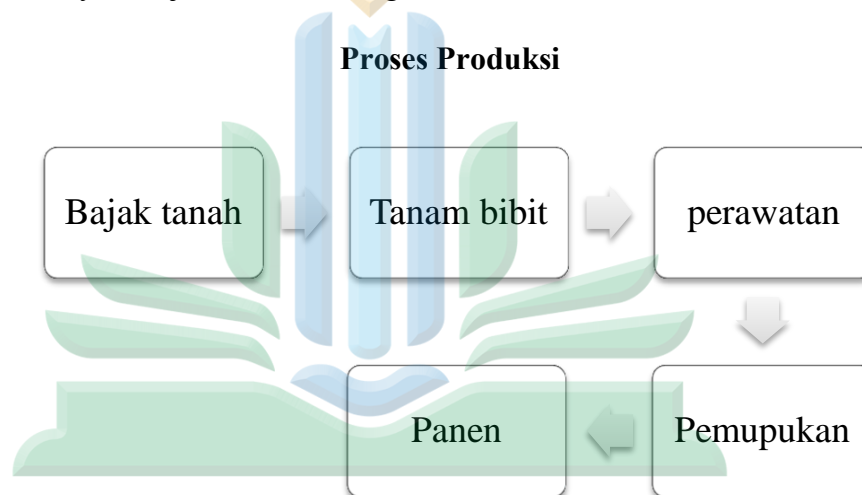 Proses Produksi
Bajak tanah
Tanam bibit
perawatan
Pemupukan
Panen